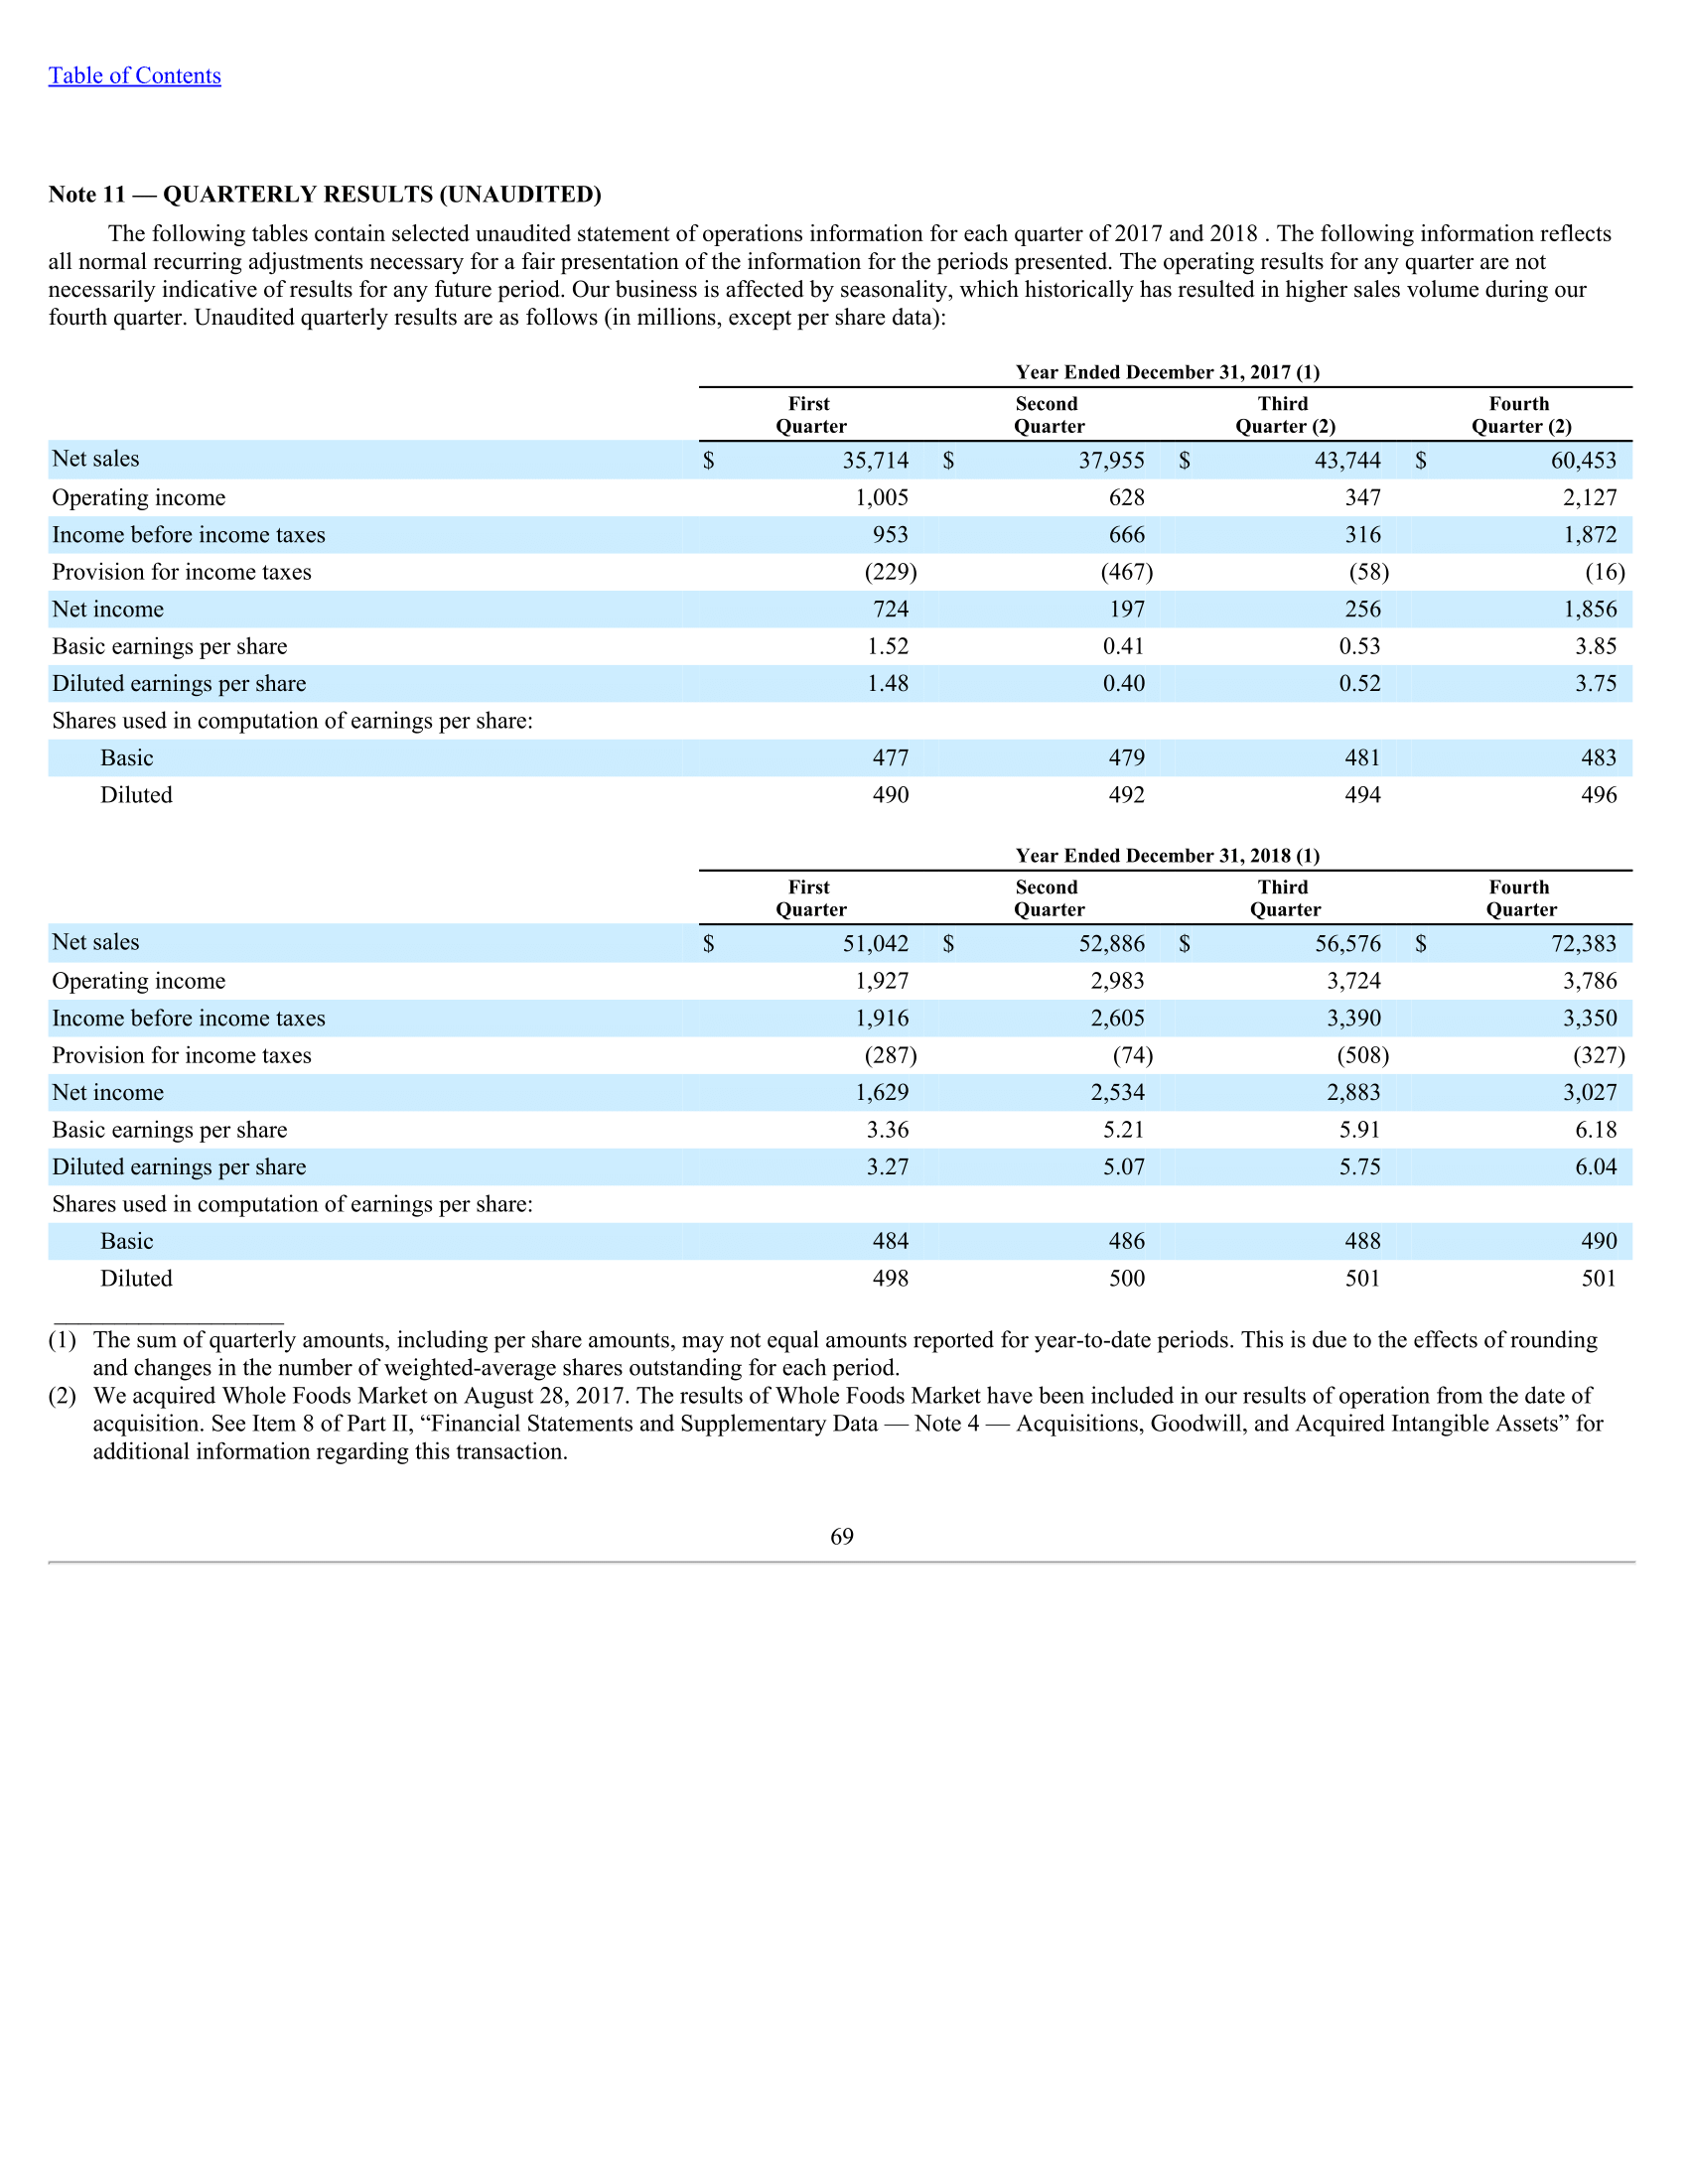 Table of Contents
Note 11 — QUARTERLY RESULTS (UNAUDITED)
The following tables contain selected unaudited statement of operations information for each quarter of 2017 and 2018 . The following information reflects
all normal recurring adjustments necessary for a fair presentation of the information for the periods presented. The operating results for any quarter are not
necessarily indicative of results for any future period. Our business is affected by seasonality, which historically has resulted in higher sales volume during our
fourth quarter. Unaudited quarterly results are as follows (in millions, except per share data):
Year Ended December 31, 2017 (1)
First Second Third Fourth
Quarter Quarter Quarter (2) Quarter (2)
Net sales $ 35,714 $ 37,955 $ 43,744 $ 60,453
Operating income 1,005 628 347 2,127
Income before income taxes 953 666 316 1,872
Provision for income taxes (229) (467) (58) (16)
Net income 724 197 256 1,856
Basic earnings per share 1.52 0.41 0.53 3.85
Diluted earnings per share 1.48 0.40 0.52 3.75
Shares used in computation of earnings per share:
Basic 477 479 481 483
Diluted 490 492 494 496
Year Ended December 31, 2018 (1)
First Second Third Fourth
Quarter Quarter Quarter Quarter
Net sales $ 51,042 $ 52,886 $ 56,576 $ 72,383
Operating income 1,927 2,983 3,724 3,786
Income before income taxes 1,916 2,605 3,390 3,350
Provision for income taxes (287) (74) (508) (327)
Net income 1,629 2,534 2,883 3,027
Basic earnings per share 3.36 5.21 5.91 6.18
Diluted earnings per share 3.27 5.07 5.75 6.04
Shares used in computation of earnings per share:
Basic 484 486 488 490
Diluted 498 500 501 501
(1) The sum of quarterly amounts, including per share amounts, may not equal amounts reported for year-to-date periods. This is due to the effects of rounding
and changes in the number of weighted-average shares outstanding for each period.
(2) We acquired Whole Foods Market on August 28, 2017. The results of Whole Foods Market have been included in our results of operation from the date of
acquisition. See Item 8 of Part II, “Financial Statements and Supplementary Data — Note 4 — Acquisitions, Goodwill, and Acquired Intangible Assets” for
additional information regarding this transaction.
69